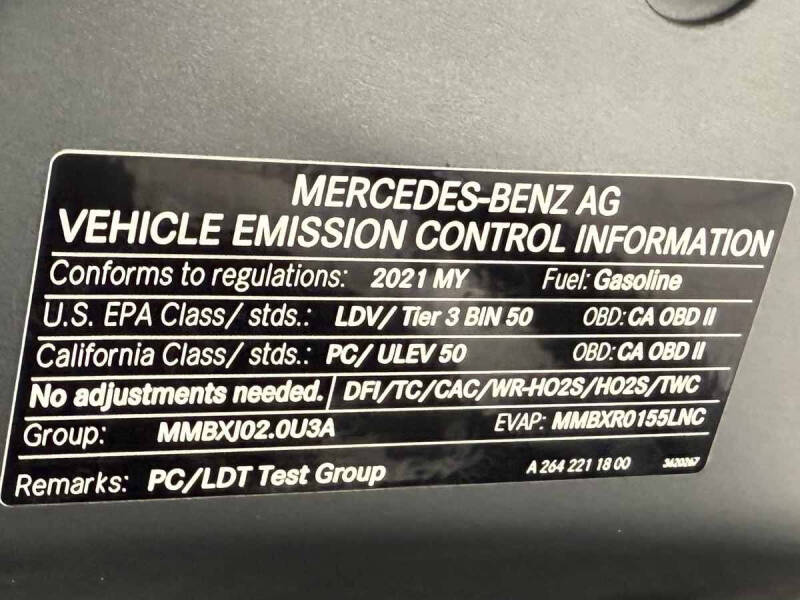 MERCEDES-BENZ AG
VEHICLE EMISSION CONTROL INFORMATION
Conforms to regulations: 2021 MY Fuel: Gasoline
U.S. EPA Class/ stds.: LDV/ Tier 3 BIN 50 OBD: CA OBD II
California Class/ stds.: PC/ ULEV 50 OBD: CA OBD II
No adjustments needed. DFI/TC/CAC/WR-HO2S/HO2S/TWC
Group: MMBXJ02.0U3A EVAP: MMBXR0155LNC
Remarks: PC/LDT Test Group A 264 221 18 00 3620267